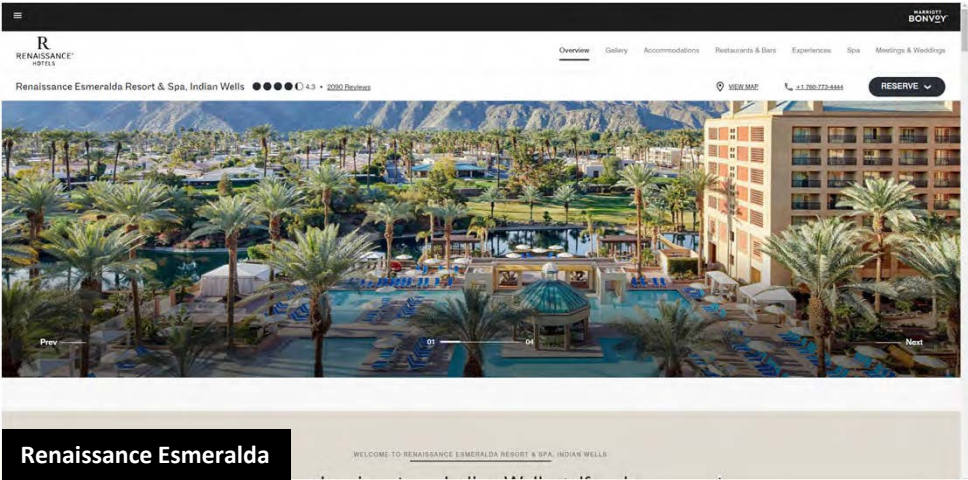 MARRIOTT
BONVOY
R
RENAISSANCE
HOTELS
Overview Gallery Accommodations Restaurants & Bars Experiences Spa Meetings & Weddings
Renaissance Esmeralda Resort & Spa, Indian Wells 4.3 • 2090 Reviews VIEW MAP +1 760-773-4444 RESERVE
Prev 01 04 Next
WELCOME TO RENAISSANCE ESMERALDA RESORT & SPA, INDIAN WELLS
Renaissance Esmeralda